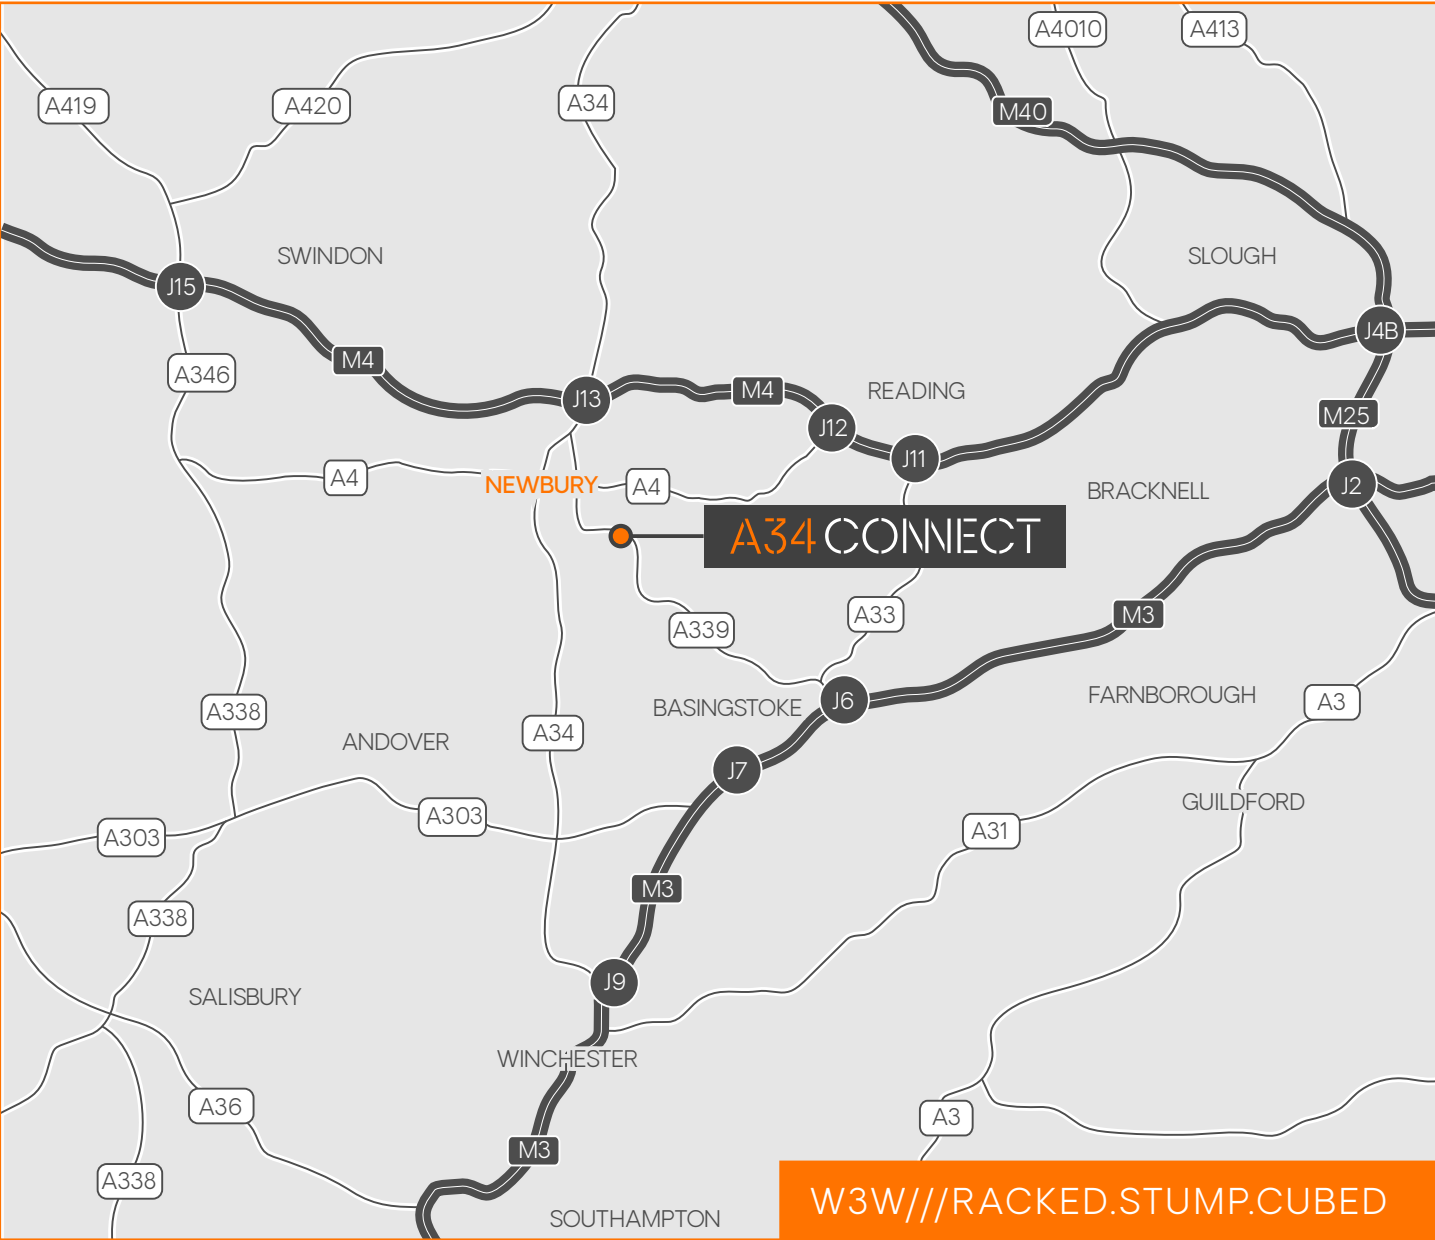 A4010
A413
A419
A420
A34
M40
SWINDON
SLOUGH
J15
J4B
M4
A346
J13
M4
READING
M25
J12
J11
A4
NEWBURY
A4
BRACKNELL
J2
A34 CONNECT
A33
M3
A339
FARNBOROUGH
A3
BASINGSTOKE
J6
A338
A34
ANDOVER
J7
GUILDFORD
A303
A303
A31
M3
A338
J9
SALISBURY
WINCHESTER
A36
A3
M3
A338
SOUTHAMPTON
W3W///RACKED.STUMP.CUBED